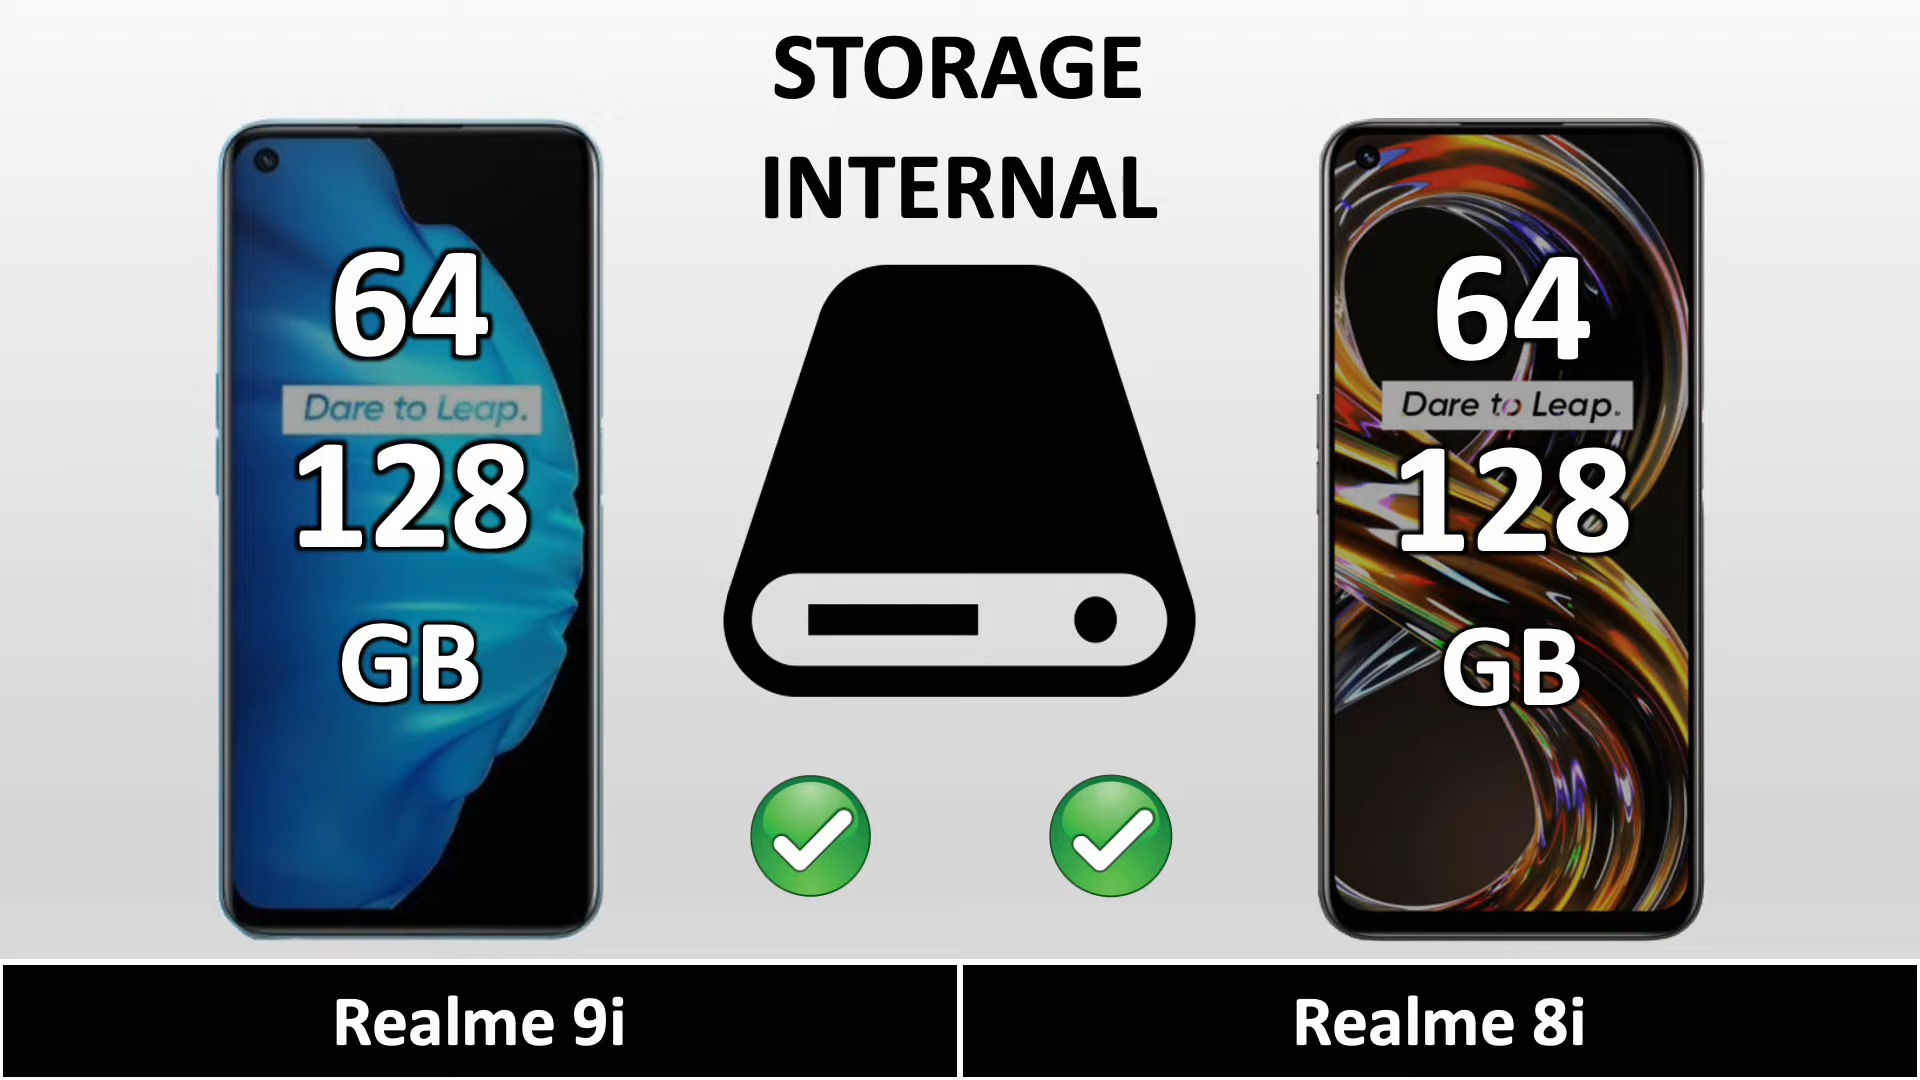 STORAGE
INTERNAL
64
Dare to Leap.
128
GB
64
Dare to Leap.
128
GB
Realme 9i
Realme 8i